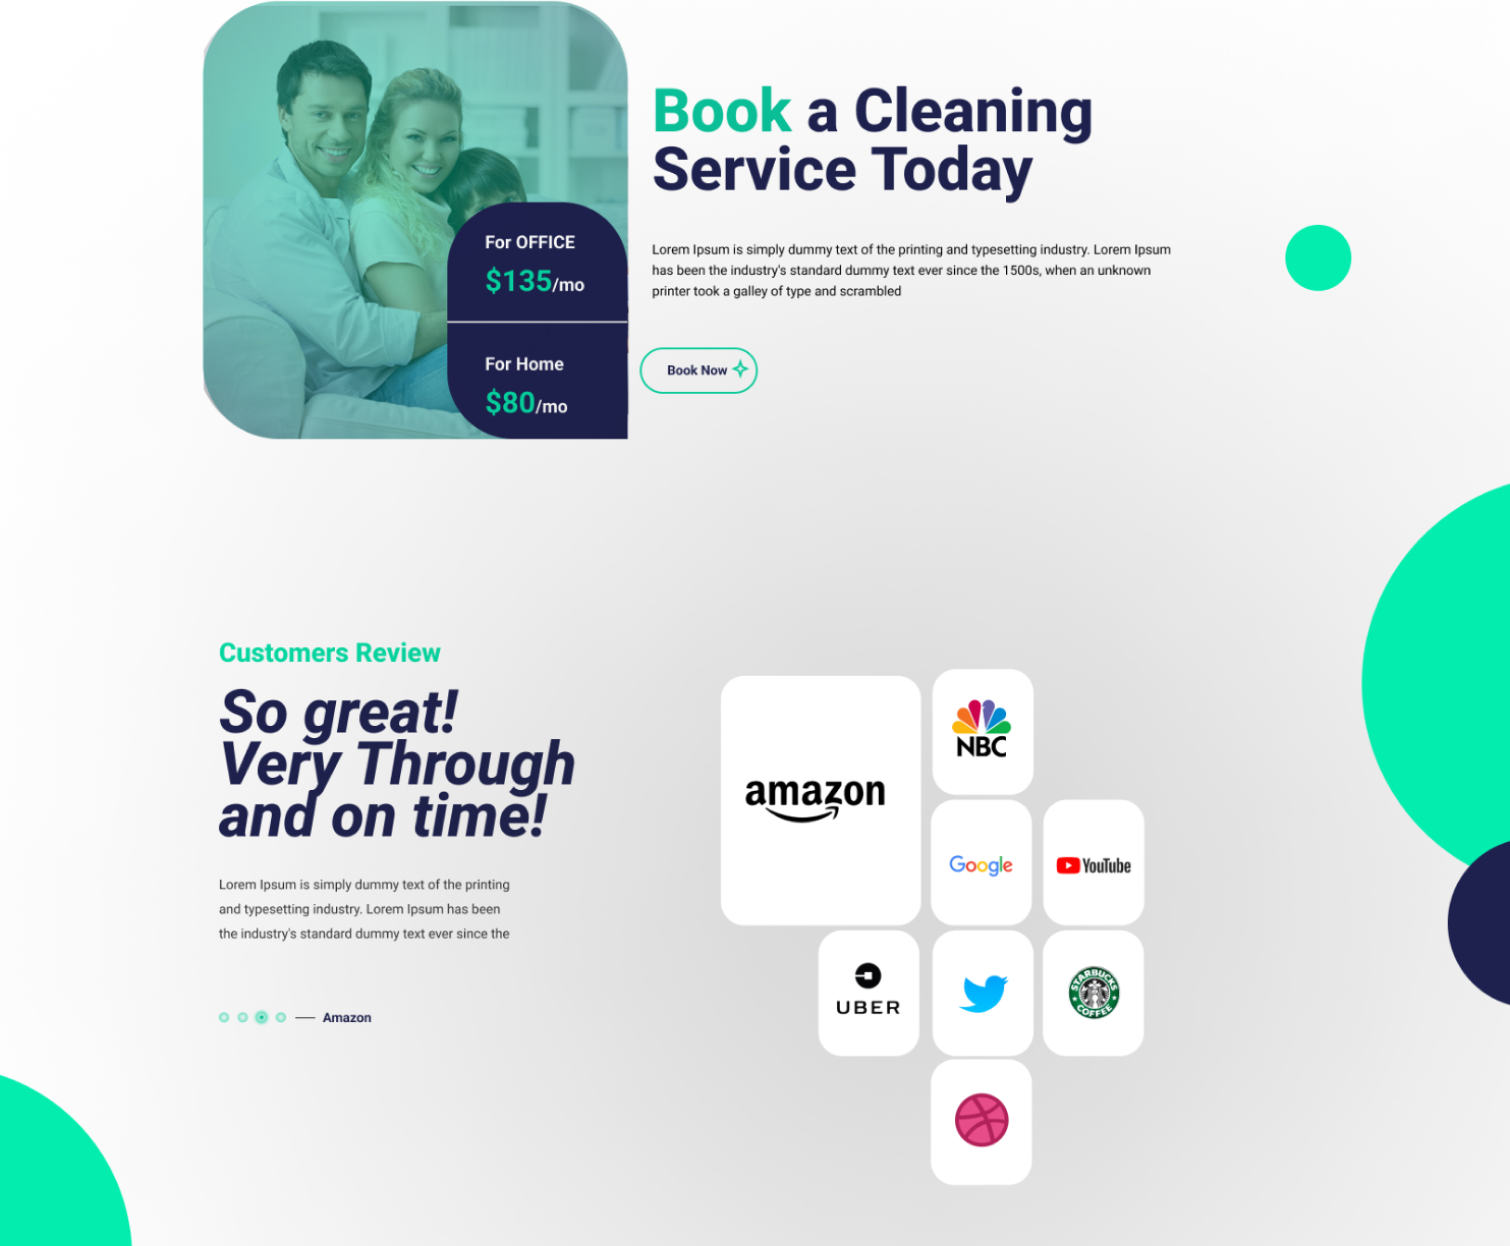 Book a Cleaning
Service Today
Lorem Ipsum is simply dummy text of the printing and typesetting industry. Lorem Ipsum
has been the industry's standard dummy text ever since the 1500s, when an unknown
printer took a galley of type and scrambled
Book Now
For OFFICE
$135/mo
For Home
$80/mo
Customers Review
So great!
Very Through
and on time!
Lorem Ipsum is simply dummy text of the printing
and typesetting industry. Lorem Ipsum has been
the industry's standard dummy text ever since the
Amazon
amazon
NBC
Google
YouTube
UBER
STARBUCKS
COFFEE